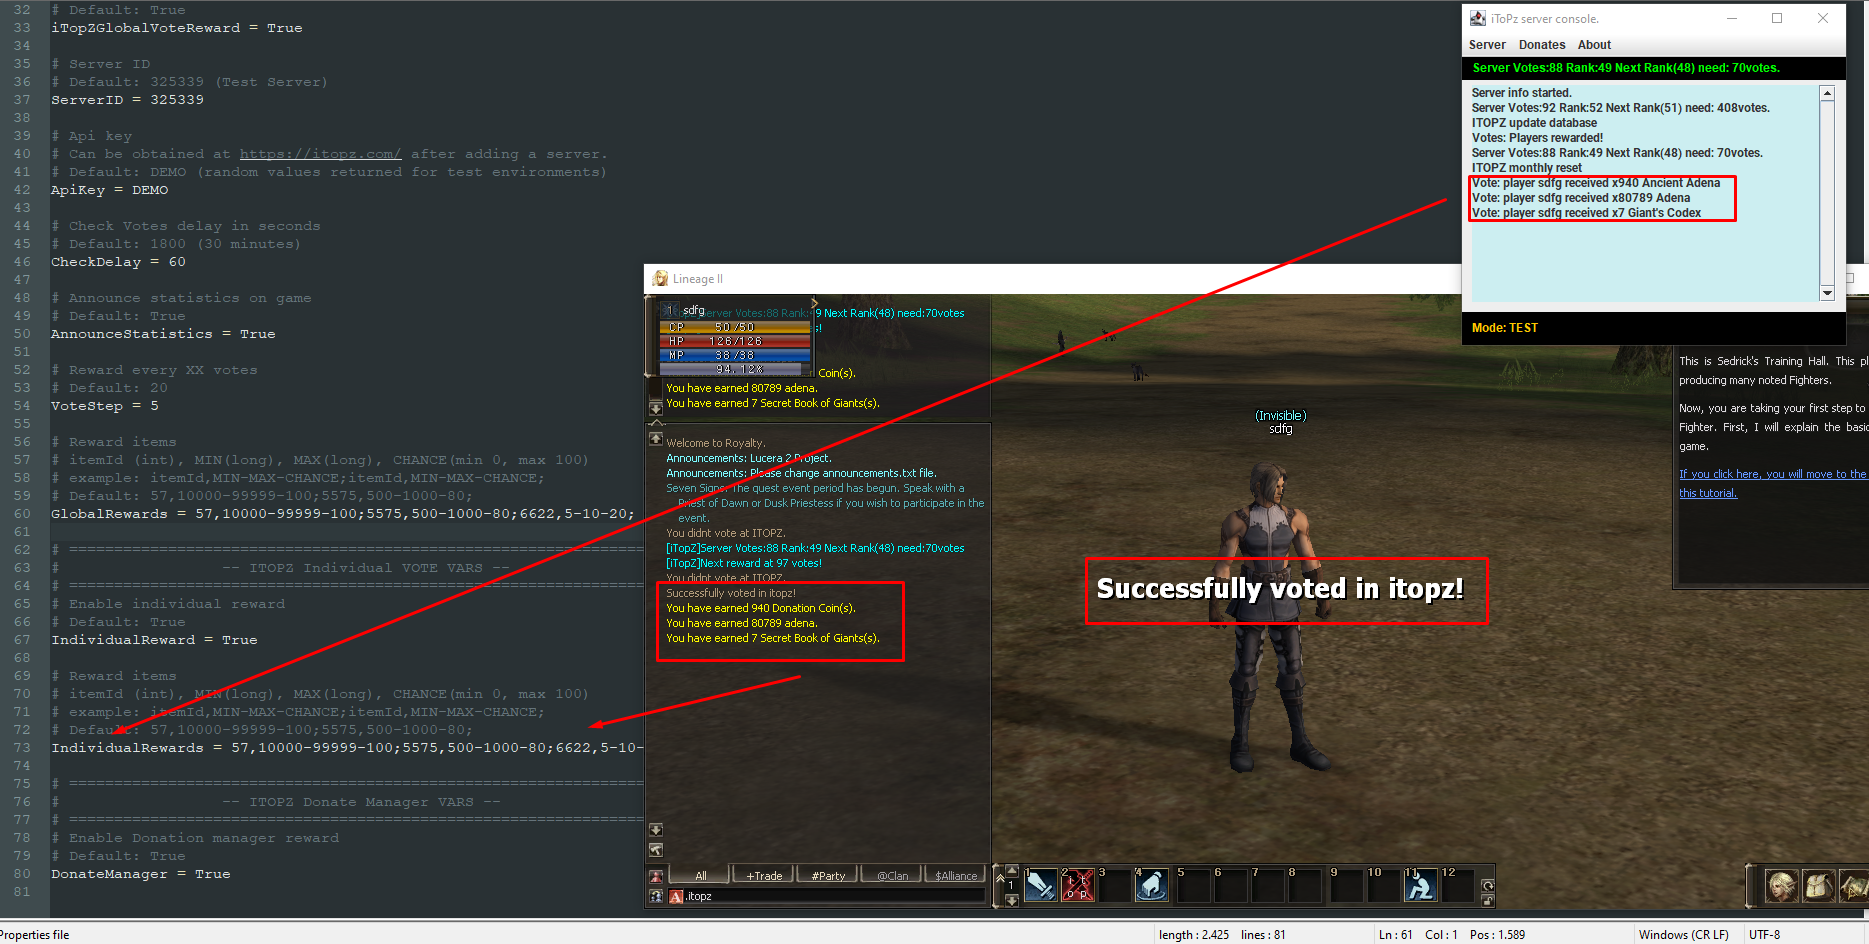 32 # Default: True
33 iTopZGlobalVoteReward = True
34
35 # Server ID
36 # Default: 325339 (Test Server)
37 ServerID = 325339
38
39 # Api key
40 # Can be obtained at https://itopz.com/ after adding a server.
41 # Default: DEMO (random values returned for test environments)
42 ApiKey = DEMO
43
44 # Check Votes delay in seconds
45 # Default: 1800 (30 minutes)
46 CheckDelay = 60
47
48 # Announce statistics on game
49 # Default: True
50 AnnounceStatistics = True
51
52 # Reward every XX votes
53 # Default: 20
54 VoteStep = 5
55
56 # Reward items
57 # itemId (int), MIN(long), MAX(long), CHANCE(min 0, max 100)
58 # example: itemId,MIN-MAX-CHANCE;itemId,MIN-MAX-CHANCE;
59 # Default: 57,10000-99999-100;5575,500-1000-80;
60 GlobalRewards = 57,10000-99999-100;5575,500-1000-80;6622,5-10-20;
61
62 # ==================================================================
63 # -- ITOPZ Individual VOTE VARS --
64 # ==================================================================
65 # Enable individual reward
66 # Default: True
67 IndividualReward = True
68
69 # Reward items
70 # itemId (int), MIN(long), MAX(long), CHANCE(min 0, max 100)
71 # example: itemId,MIN-MAX-CHANCE;itemId,MIN-MAX-CHANCE;
72 # Default: 57,10000-99999-100;5575,500-1000-80;
73 IndividualRewards = 57,10000-99999-100;5575,500-1000-80;6622,5-10-
74
75 # ==================================================================
76 # -- ITOPZ Donate Manager VARS --
77 # ==================================================================
78 # Enable Donation manager reward
79 # Default: True
80 DonateManager = True
81
iToPz server console.
Server Donates About
Server Votes:88 Rank:49 Next Rank(48) need: 70votes.
Server info started.
Server Votes:92 Rank:52 Next Rank(51) need: 408votes.
ITOPZ update database
Votes: Players rewarded!
Server Votes:88 Rank:49 Next Rank(48) need: 70votes.
ITOPZ monthly reset
Vote: player sdfg received x940 Ancient Adena
Vote: player sdfg received x80789 Adena
Vote: player sdfg received x7 Giant's Codex
Mode: TEST
Lineage II
1 sdfg
Server Votes:88 Rank:49 Next Rank(48) need:70votes
CP 50/50
HP 126/126
MP 38/38
94.12%
Coin(s).
You have earned 80789 adena.
You have earned 7 Secret Book of Giants(s).
Welcome to Royalty.
Announcements: Lucera 2 Project.
Announcements: Please change announcements.txt file.
Seven Signs: The quest event period has begun. Speak with a
Priest of Dawn or Dusk Priestess if you wish to participate in the
event.
You didnt vote at ITOPZ.
[iTopZ]Server Votes:88 Rank:49 Next Rank(48) need:70votes
[iTopZ]Next reward at 97 votes!
You didnt vote at ITOPZ.
Successfully voted in itopz!
You have earned 940 Donation Coin(s).
You have earned 80789 adena.
You have earned 7 Secret Book of Giants(s).
All +Trade #Party @Clan $Alliance
A .itopz
(Invisible)
sdfg
Successfully voted in itopz!
This is Sedrick's Training Hall. This pl
producing many noted Fighters.
Now, you are taking your first step to
Fighter. First, I will explain the basic
game.
If you click here, you will move to the
this tutorial.
1 1 2 3 4 5 6 7 8 9 10 11 12
Properties file
length : 2.425 lines : 81
Ln : 61 Col : 1 Pos : 1.589
Windows (CR LF)
UTF-8